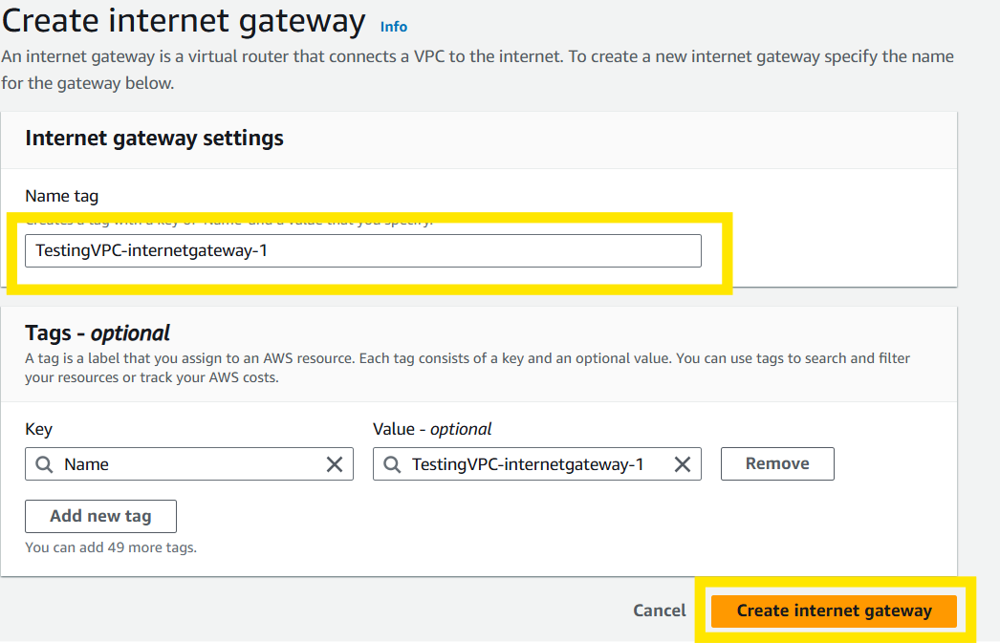 Create internet gateway Info
An internet gateway is a virtual router that connects a VPC to the internet. To create a new internet gateway specify the name
for the gateway below.
Internet gateway settings
Name tag
Creates a tag with a key of 'Name' and a value that you specify.
TestingVPC-internetgateway-1
Tags - optional
A tag is a label that you assign to an AWS resource. Each tag consists of a key and an optional value. You can use tags to search and filter
your resources or track your AWS costs.
Key Value - optional
Name TestingVPC-internetgateway-1 Remove
Add new tag
You can add 49 more tags.
Cancel Create internet gateway